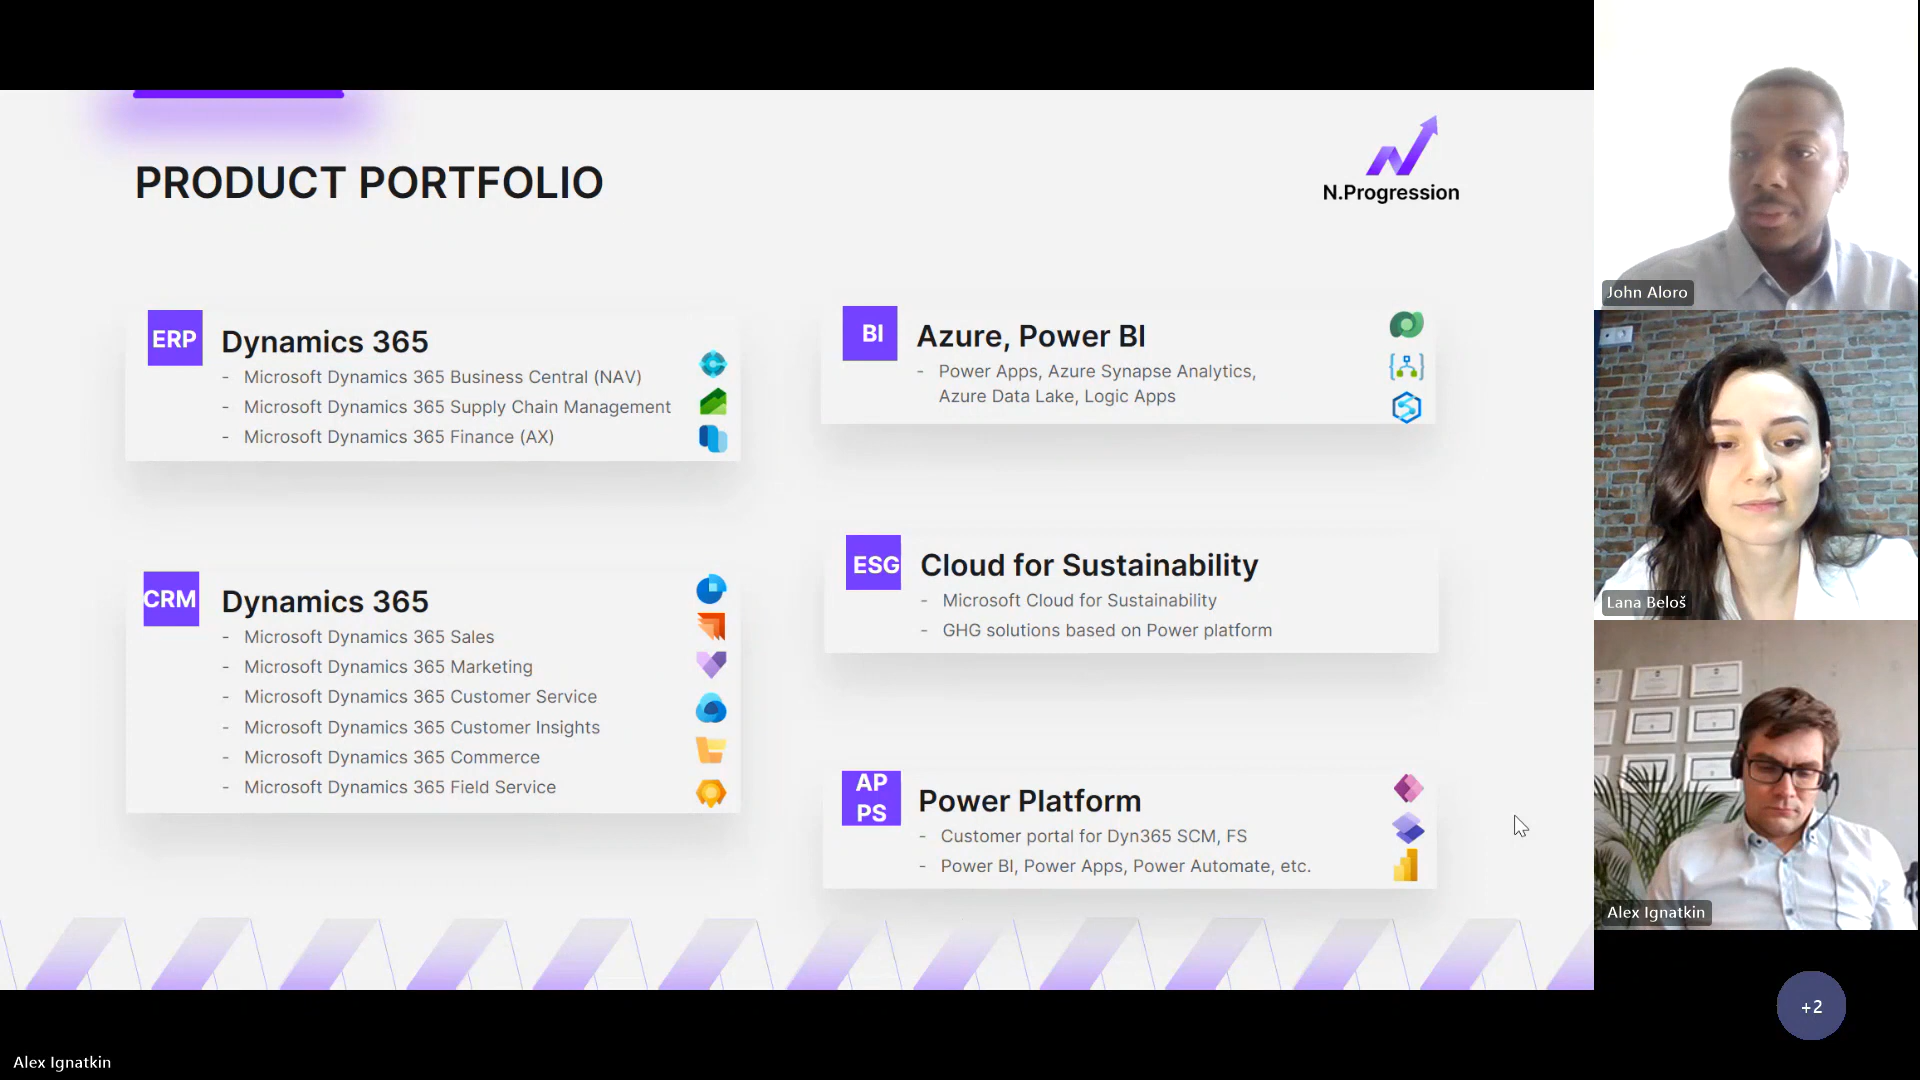 PRODUCT PORTFOLIO
N.Progression
ERP
Dynamics 365
- Microsoft Dynamics 365 Business Central (NAV)
- Microsoft Dynamics 365 Supply Chain Management
- Microsoft Dynamics 365 Finance (AX)
CRM
Dynamics 365
- Microsoft Dynamics 365 Sales
- Microsoft Dynamics 365 Marketing
- Microsoft Dynamics 365 Customer Service
- Microsoft Dynamics 365 Customer Insights
- Microsoft Dynamics 365 Commerce
- Microsoft Dynamics 365 Field Service
BI
Azure, Power BI
- Power Apps, Azure Synapse Analytics,
Azure Data Lake, Logic Apps
ESG
Cloud for Sustainability
- Microsoft Cloud for Sustainability
- GHG solutions based on Power platform
AP
PS
Power Platform
- Customer portal for Dyn365 SCM, FS
- Power BI, Power Apps, Power Automate, etc.
John Aloro
Lana Beloš
Alex Ignatkin
+2
Alex Ignatkin